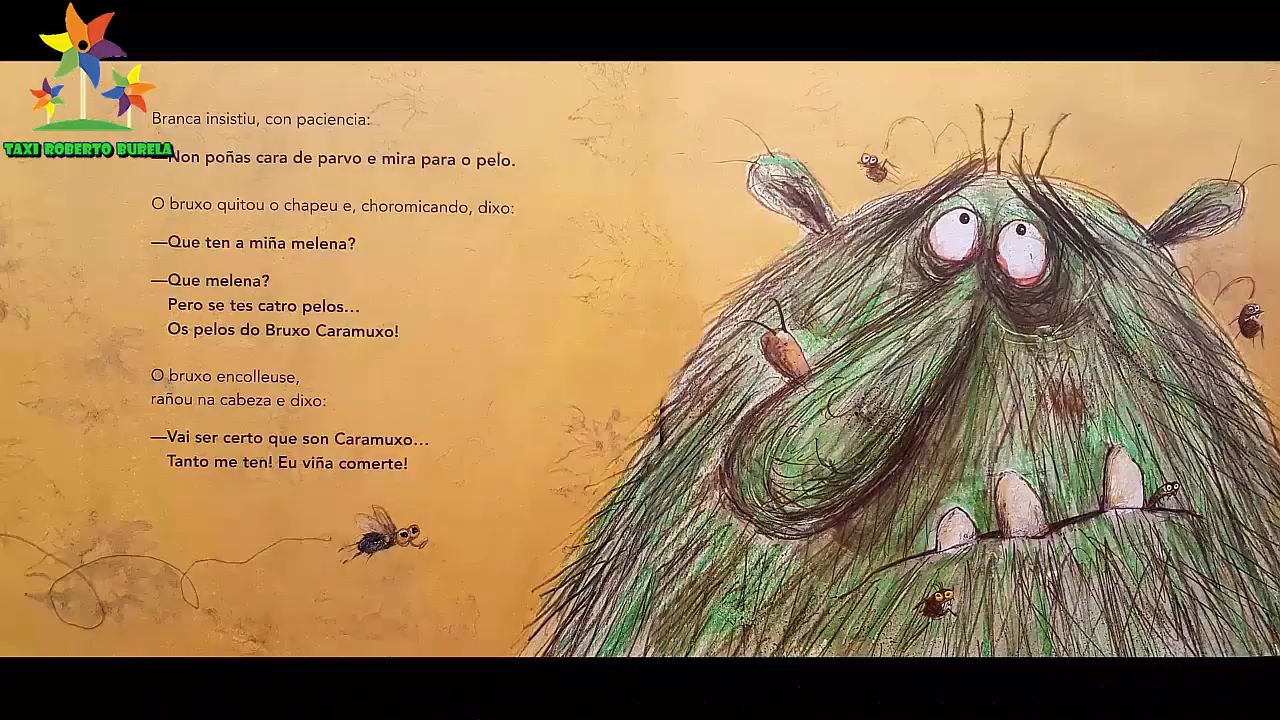 TAXI ROBERTO BURELA
Branca insistiu, con paciencia:
Non poñas cara de parvo e mira para o pelo.
O bruxo quitou o chapeu e, choromicando, dixo:
—Que ten a miña melena?
—Que melena?
Pero se tes catro pelos...
Os pelos do Bruxo Caramuxo!
O bruxo encolleuse,
rañou na cabeza e dixo:
—Vai ser certo que son Caramuxo...
Tanto me ten! Eu viña comerte!